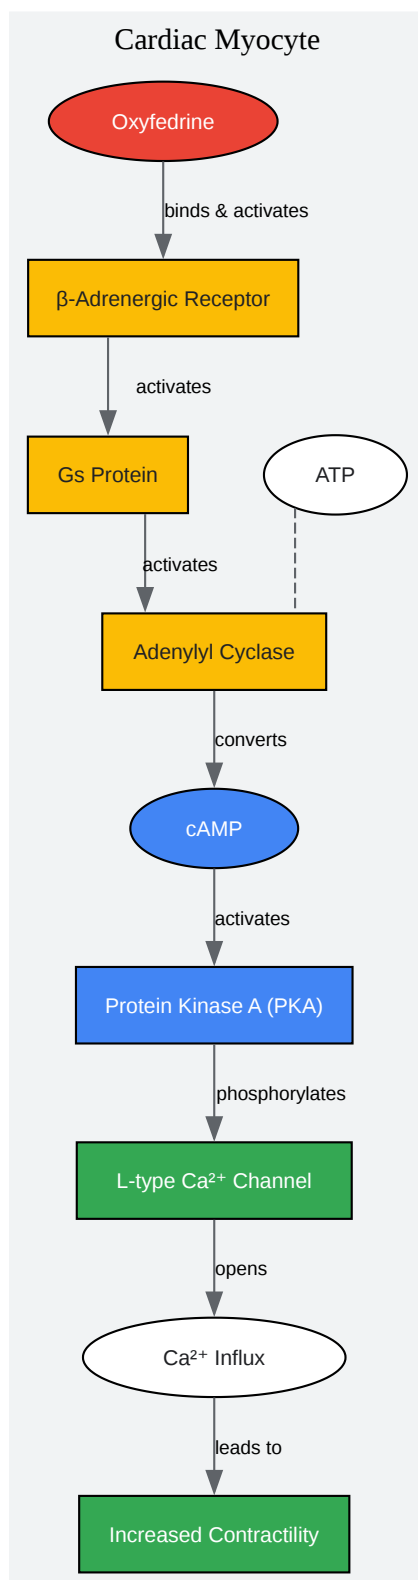 Cardiac Myocyte
Oxyfedrine
binds & activates
β-Adrenergic Receptor
activates
Gs Protein
ATP
activates
Adenylyl Cyclase
converts
cAMP
activates
Protein Kinase A (PKA)
phosphorylates
L-type Ca²⁺ Channel
opens
Ca²⁺ Influx
leads to
Increased Contractility